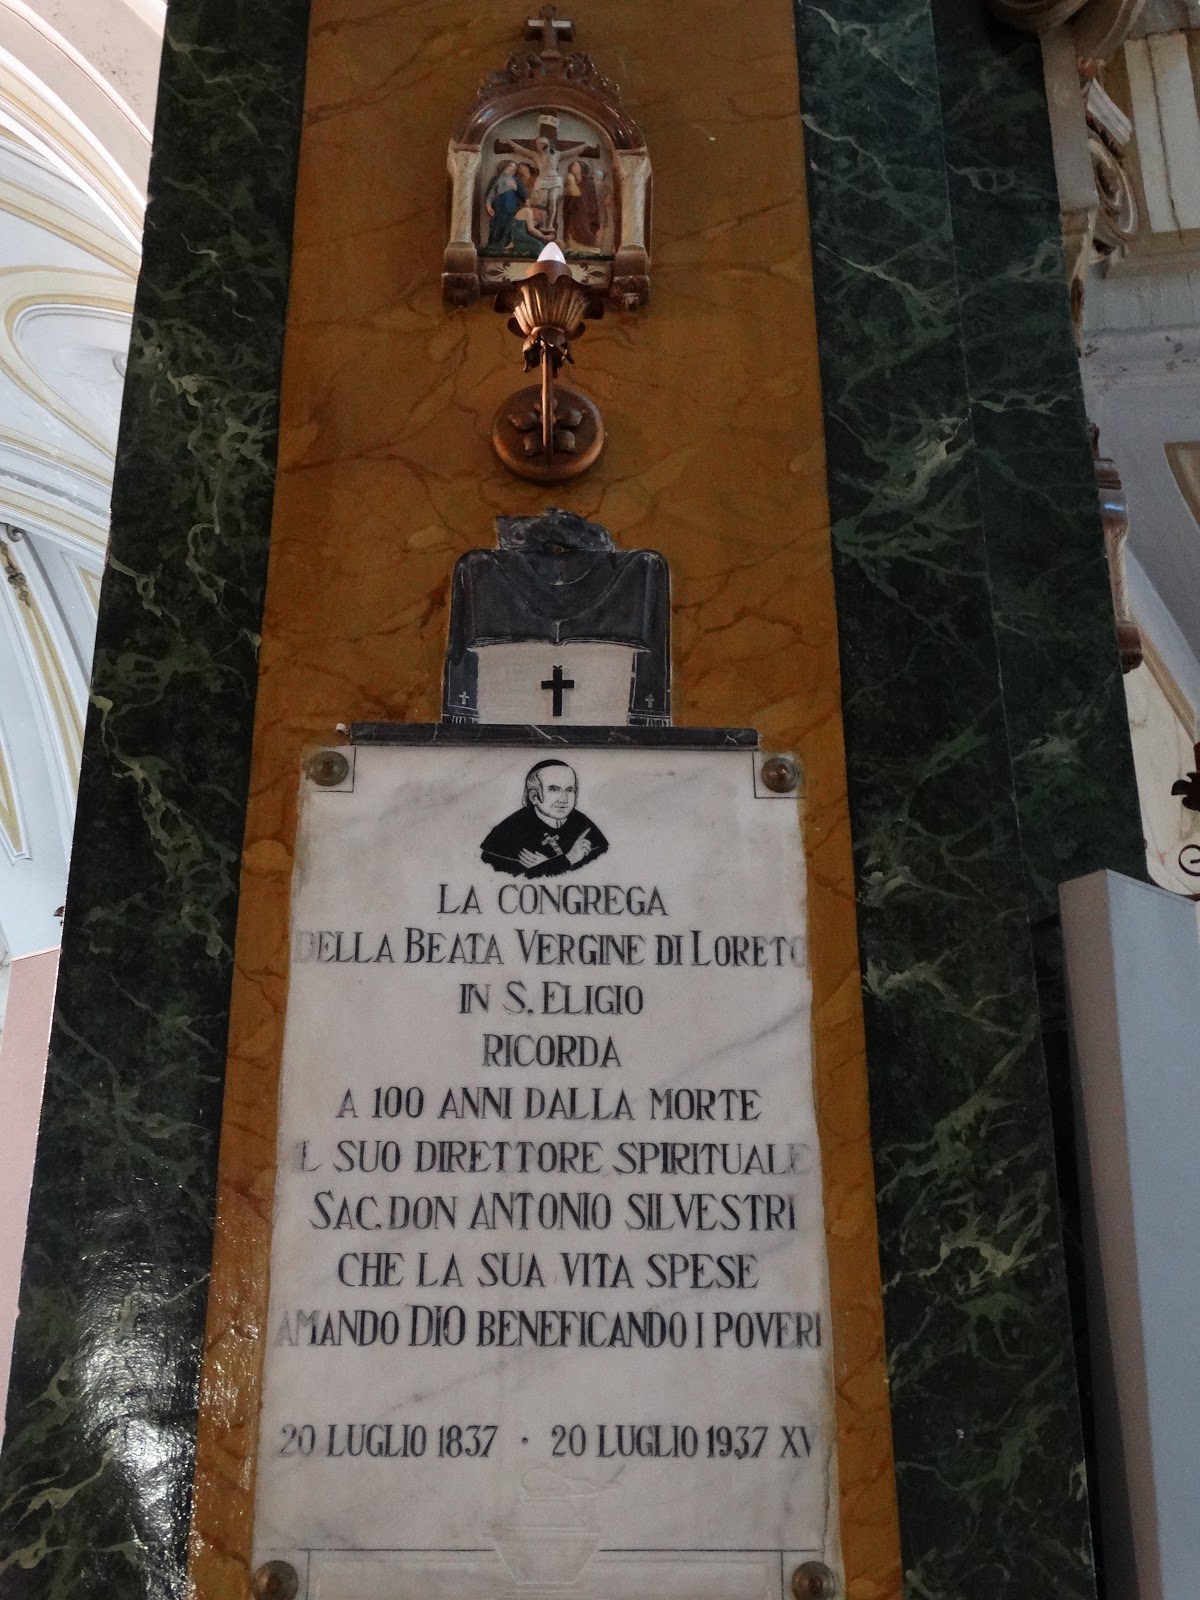 LA CONGREGA
DELLA BEATA VERGINE DI LORETO
IN S. ELIGIO
RICORDA
A 100 ANNI DALLA MORTE
IL SUO DIRETTORE SPIRITUALE
SAC. DON ANTONIO SILVESTRI
CHE LA SUA VITA SPESE
AMANDO DIO BENEFICANDO I POVERI
20 LUGLIO 1837 · 20 LUGLIO 1937 XV